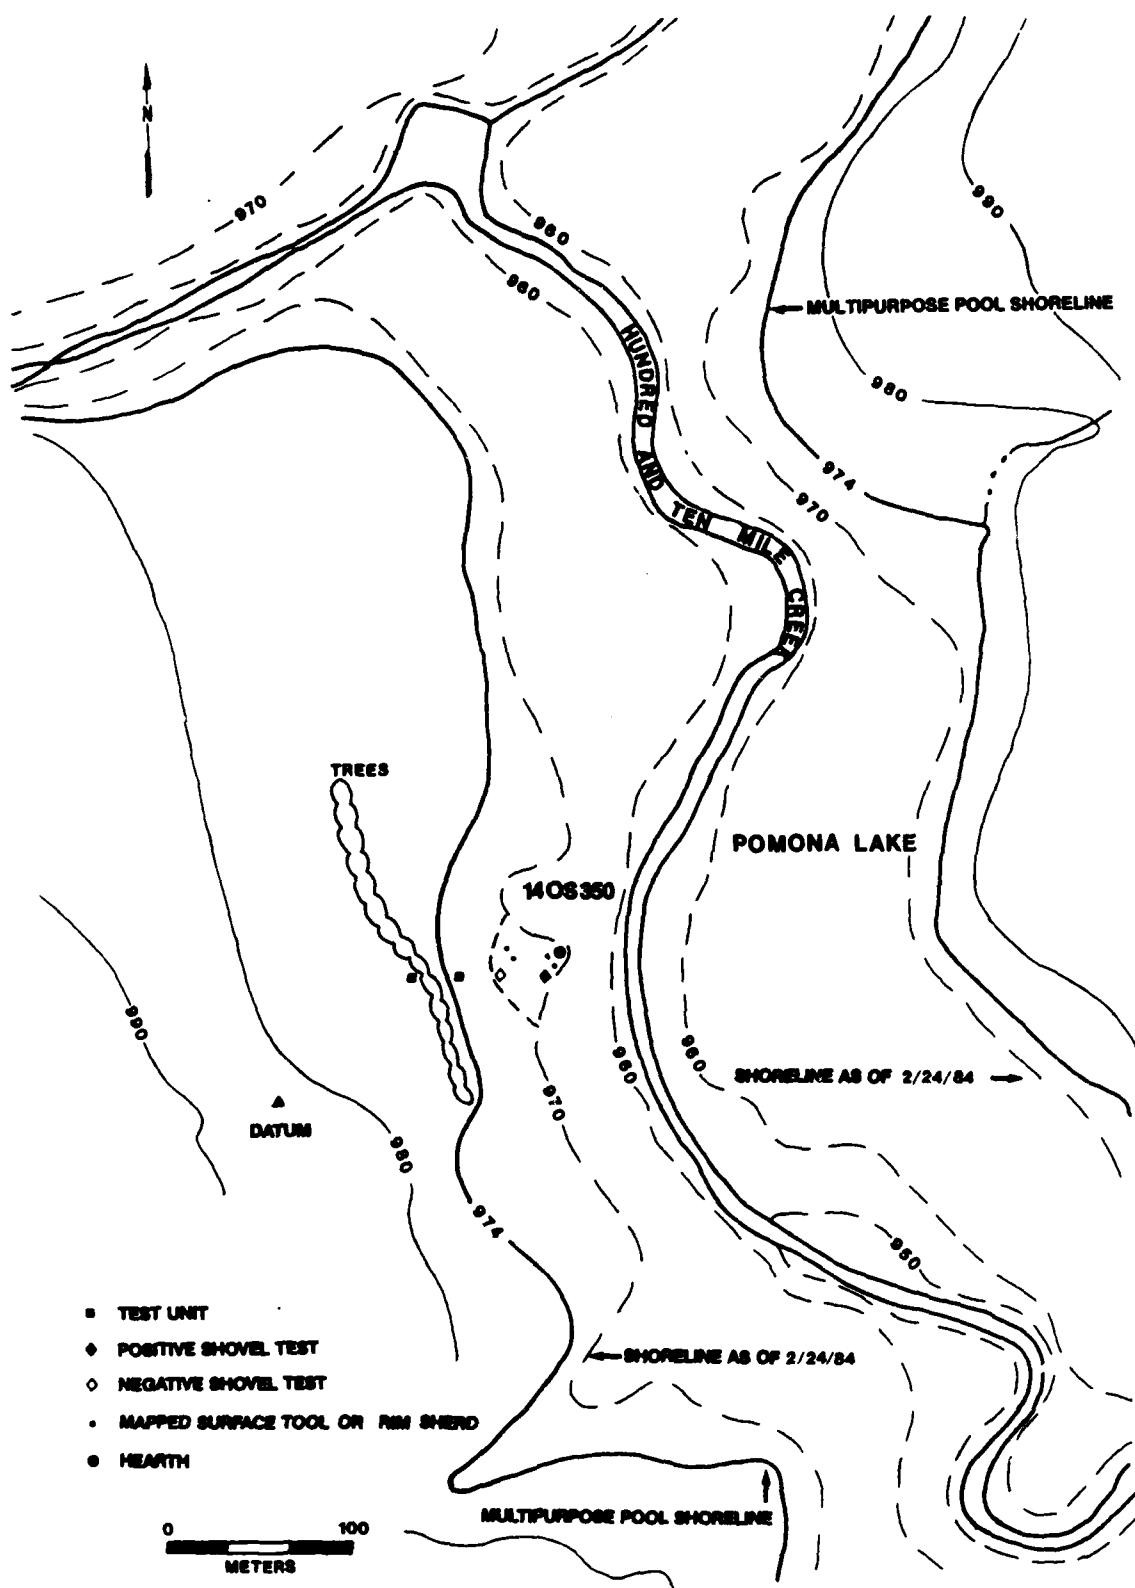 N
970
960
960
990
MULTIPURPOSE POOL SHORELINE
980
HUNDRED AND TEN MILE CREEK
974
970
TREES
POMONA LAKE
14OS350
990
960
960
SHORELINE AS OF 2/24/84
970
DATUM
980
974
950
TEST UNIT
POSITIVE SHOVEL TEST
SHORELINE AS OF 2/24/84
NEGATIVE SHOVEL TEST
MAPPED SURFACE TOOL OR RIM SHERD
HEARTH
MULTIPURPOSE POOL SHORELINE
0 100
METERS